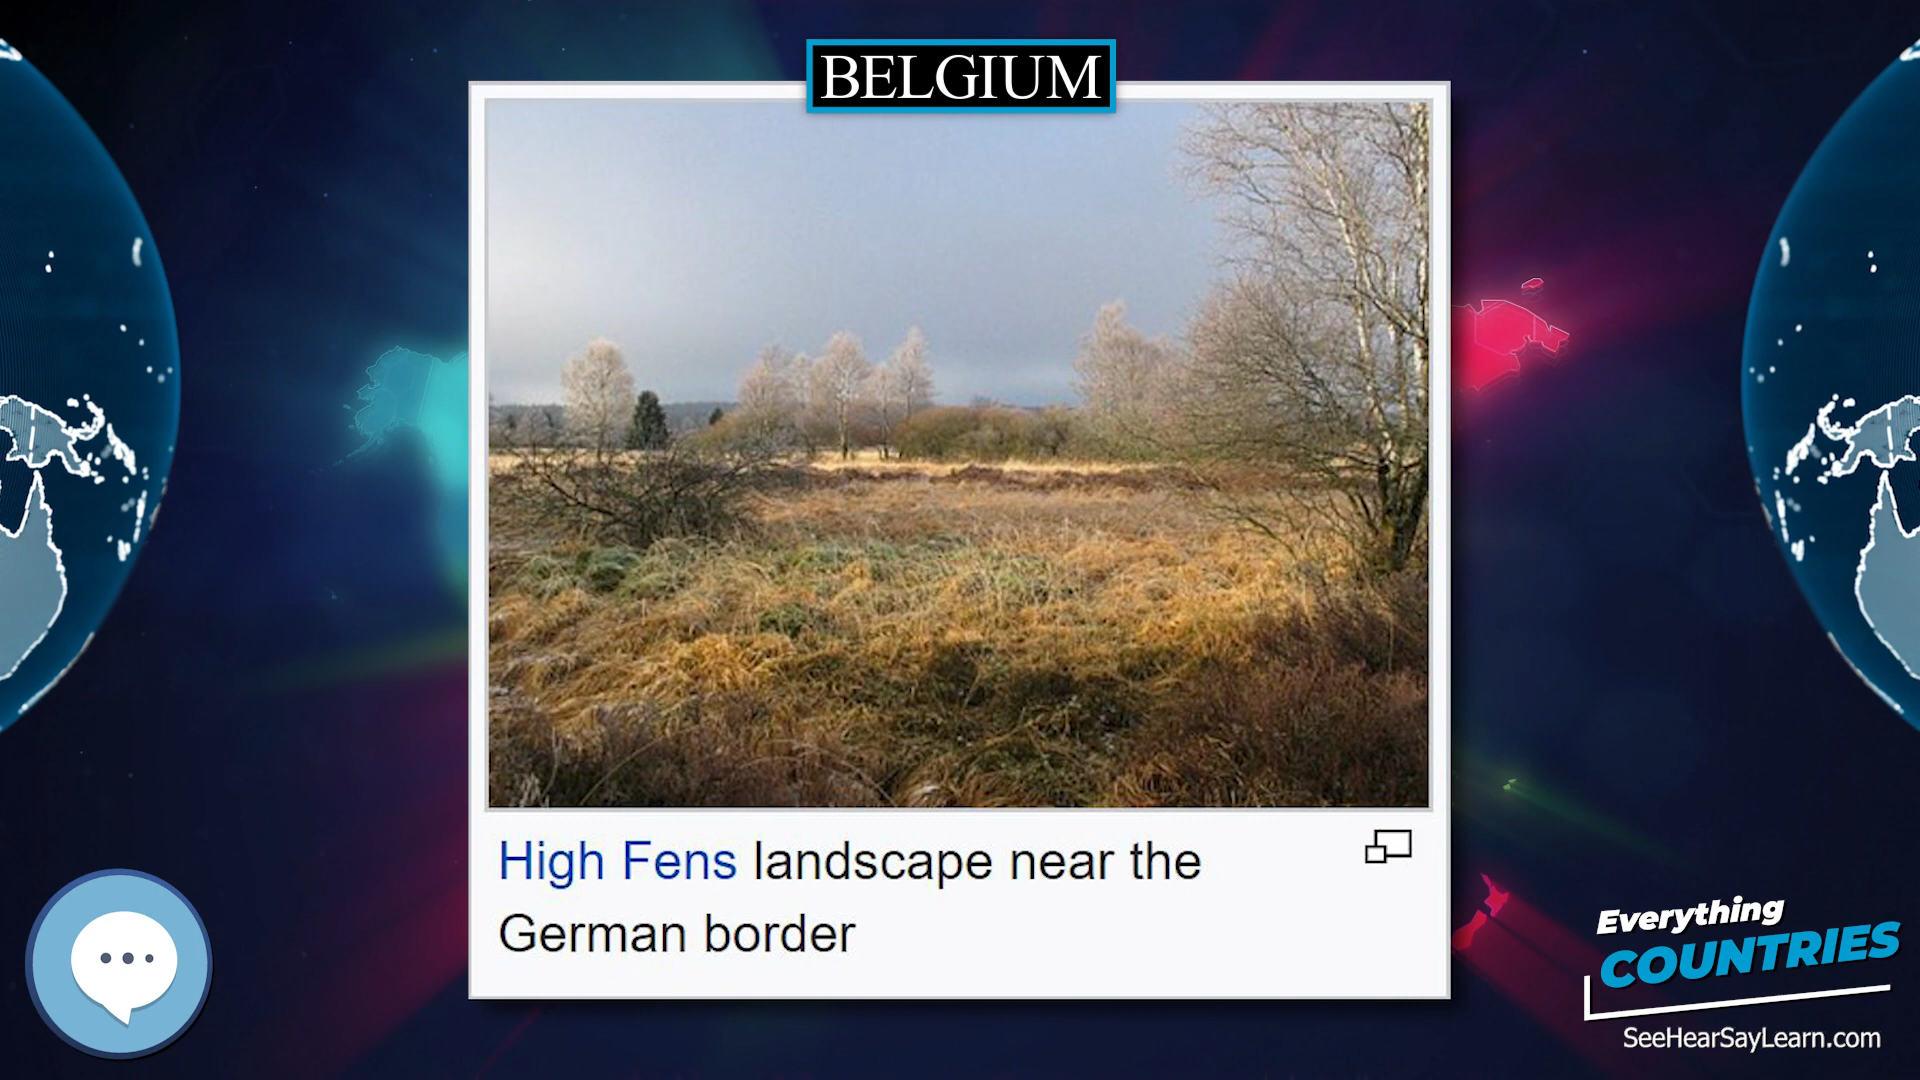 BELGIUM
High Fens landscape near the
German border
Everything
COUNTRIES
SeeHearSayLearn.com